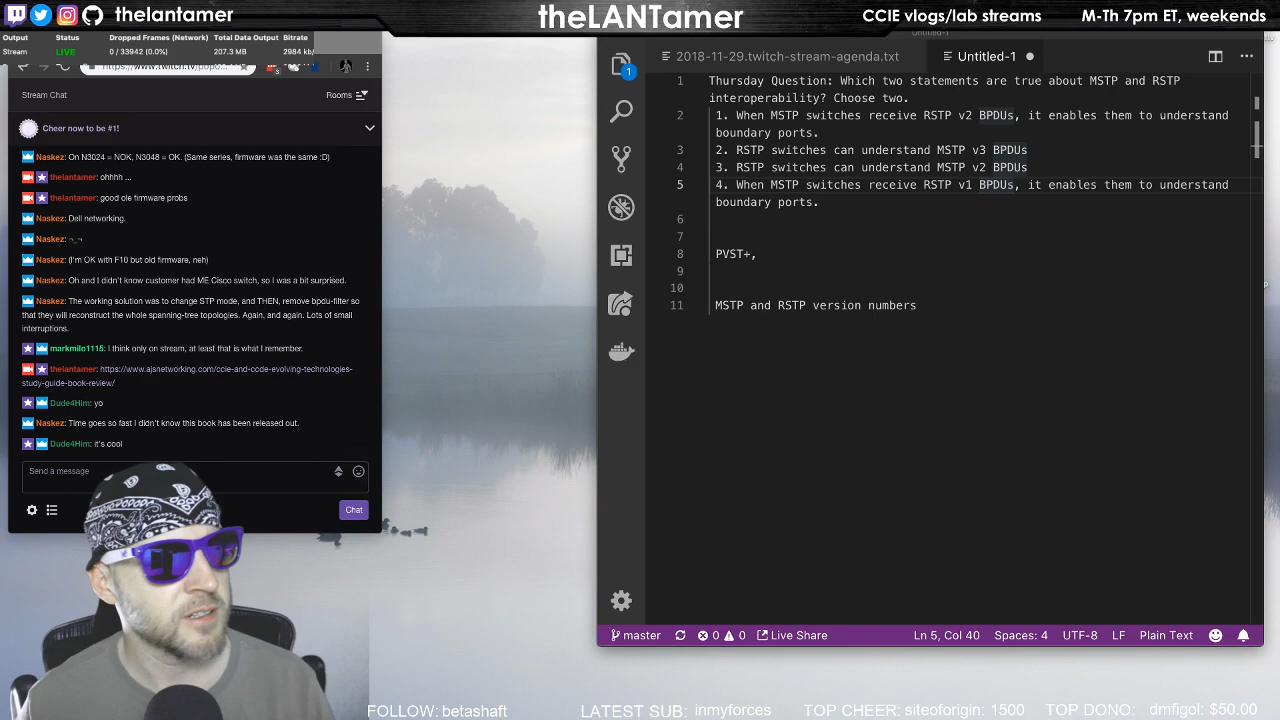 thelantamer
theLANTamer
CCIE vlogs/lab streams
M-Th 7pm ET, weekends
Output Status Dropped Frames (Network) Total Data Output Bitrate
Stream LIVE 0 / 33942 (0.0%) 207.3 MB 2984 kb/
Stream Chat
Rooms
Cheer now to be #1!
Naskez: On N3024 = NOK, N3048 = OK. (Same series, firmware was the same :D)
thelantamer: ohhhh ...
thelantamer: good ole firmware probs
Naskez: Dell networking.
Naskez: ¬_¬
Naskez: (I'm OK with F10 but old firmware, neh)
Naskez: Oh and I didn't know customer had ME Cisco switch, so I was a bit surprised.
Naskez: The working solution was to change STP mode, and THEN, remove bpdu-filter so
that they will reconstruct the whole spanning-tree topologies. Again, and again. Lots of small
interruptions.
markmilo1115: I think only on stream, at least that is what I remember.
thelantamer: https://www.ajsnetworking.com/ccie-and-code-evolving-technologies-
study-guide-book-review/
Dude4Him: yo
Naskez: Time goes so fast I didn't know this book has been released out.
Dude4Him: it's cool
Send a message
Chat
Untitled-1
2018-11-29.twitch-stream-agenda.txt
Untitled-1
1
1 Thursday Question: Which two statements are true about MSTP and RSTP
interoperability? Choose two.
2 1. When MSTP switches receive RSTP v2 BPDUs, it enables them to understand
boundary ports.
3 2. RSTP switches can understand MSTP v3 BPDUs
4 3. RSTP switches can understand MSTP v2 BPDUs
5 4. When MSTP switches receive RSTP v1 BPDUs, it enables them to understand
boundary ports.
6
7
8 PVST+,
9
10
11 MSTP and RSTP version numbers
master 0 0 Live Share Ln 5, Col 40 Spaces: 4 UTF-8 LF Plain Text
FOLLOW: betashaft
LATEST SUB: inmyforces
TOP CHEER: siteoforigin: 1500
TOP DONO: dmfigol: $50.00